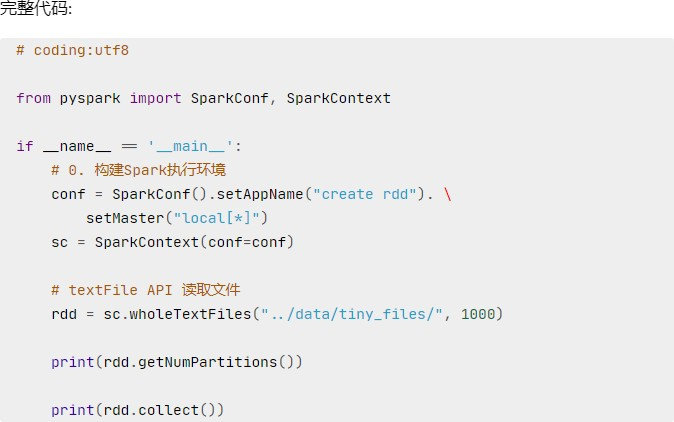 完整代码:
# coding:utf8
from pyspark import SparkConf, SparkContext
if __name__ == '__main__':
# 0. 构建Spark执行环境
conf = SparkConf().setAppName("create rdd"). \
setMaster("local[*]")
sc = SparkContext(conf=conf)
# textFile API 读取文件
rdd = sc.wholeTextFiles("../data/tiny_files/", 1000)
print(rdd.getNumPartitions())
print(rdd.collect())